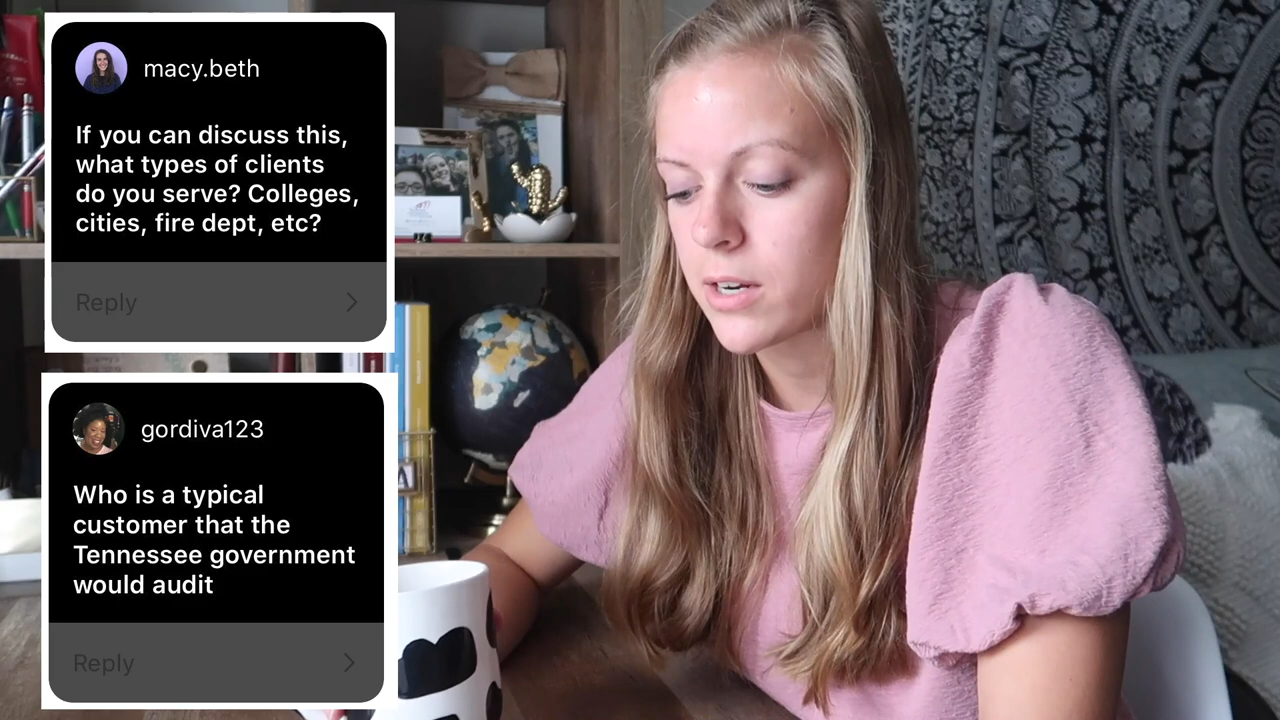 macy.beth
If you can discuss this,
what types of clients
do you serve? Colleges,
cities, fire dept, etc?
Reply
gordiva123
Who is a typical
customer that the
Tennessee government
would audit
Reply